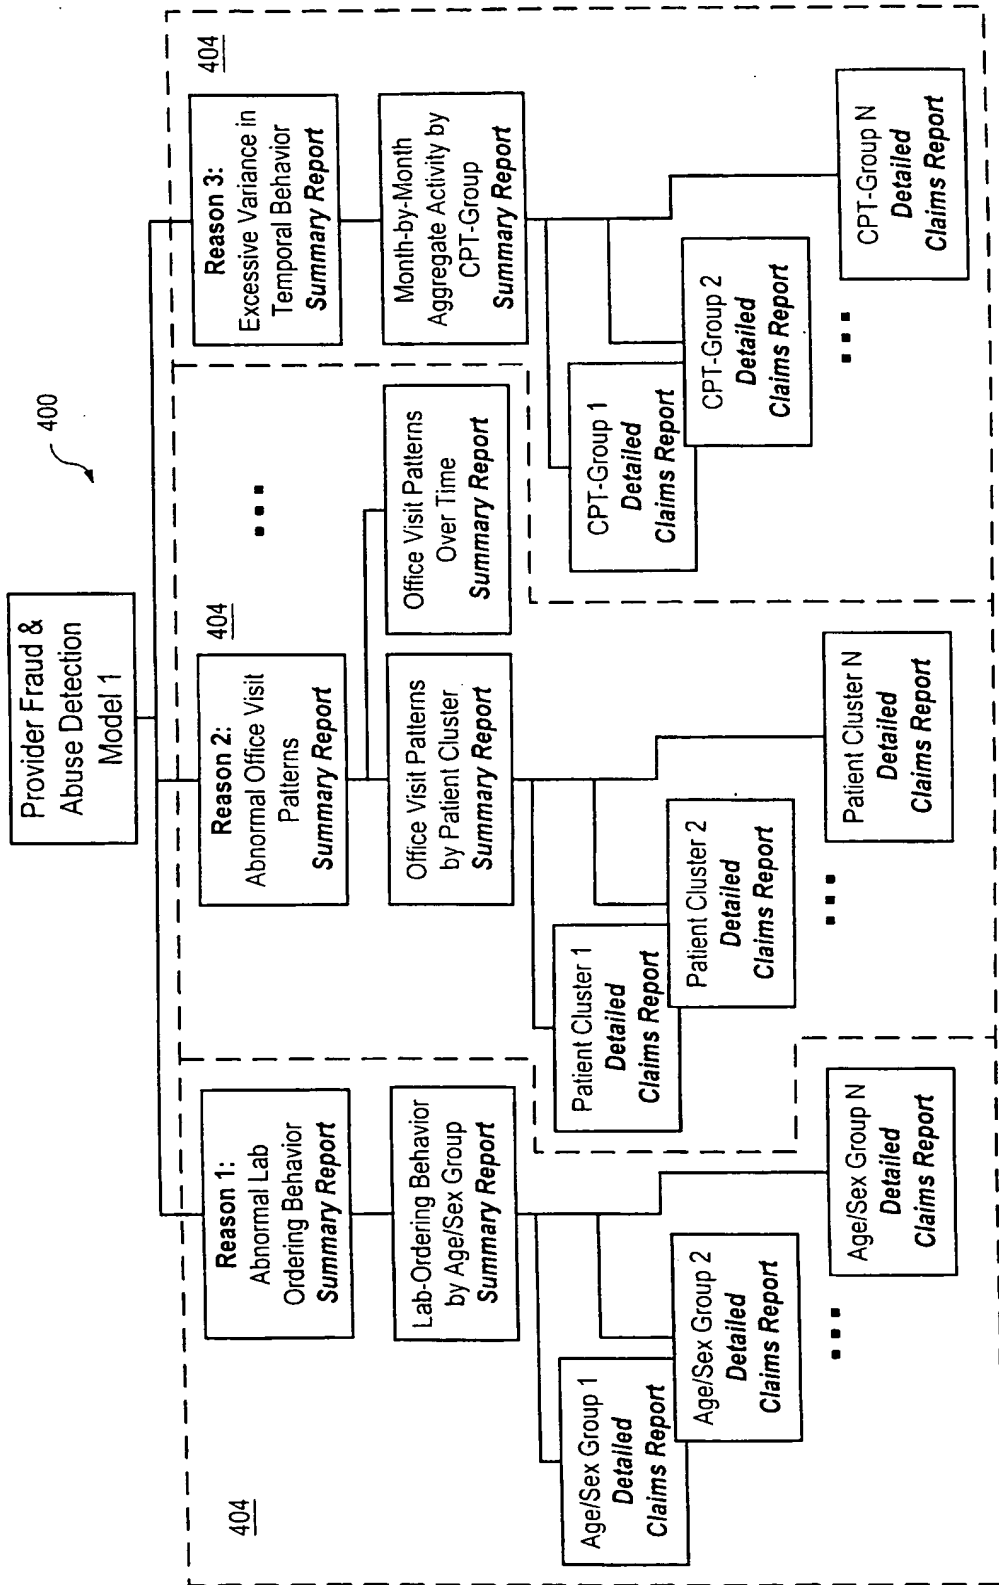 400
Provider Fraud &
Abuse Detection
Model 1
404
Reason 1:
Abnormal Lab
Ordering Behavior
Summary Report
Lab-Ordering Behavior
by Age/Sex Group
Summary Report
Age/Sex Group 1
Detailed
Claims Report
Age/Sex Group 2
Detailed
Claims Report
Age/Sex Group N
Detailed
Claims Report
404
Reason 2:
Abnormal Office Visit
Patterns
Summary Report
Office Visit Patterns
by Patient Cluster
Summary Report
Office Visit Patterns
Over Time
Summary Report
Patient Cluster 1
Detailed
Claims Report
Patient Cluster 2
Detailed
Claims Report
Patient Cluster N
Detailed
Claims Report
404
Reason 3:
Excessive Variance in
Temporal Behavior
Summary Report
Month-by-Month
Aggregate Activity by
CPT-Group
Summary Report
CPT-Group 1
Detailed
Claims Report
CPT-Group 2
Detailed
Claims Report
CPT-Group N
Detailed
Claims Report